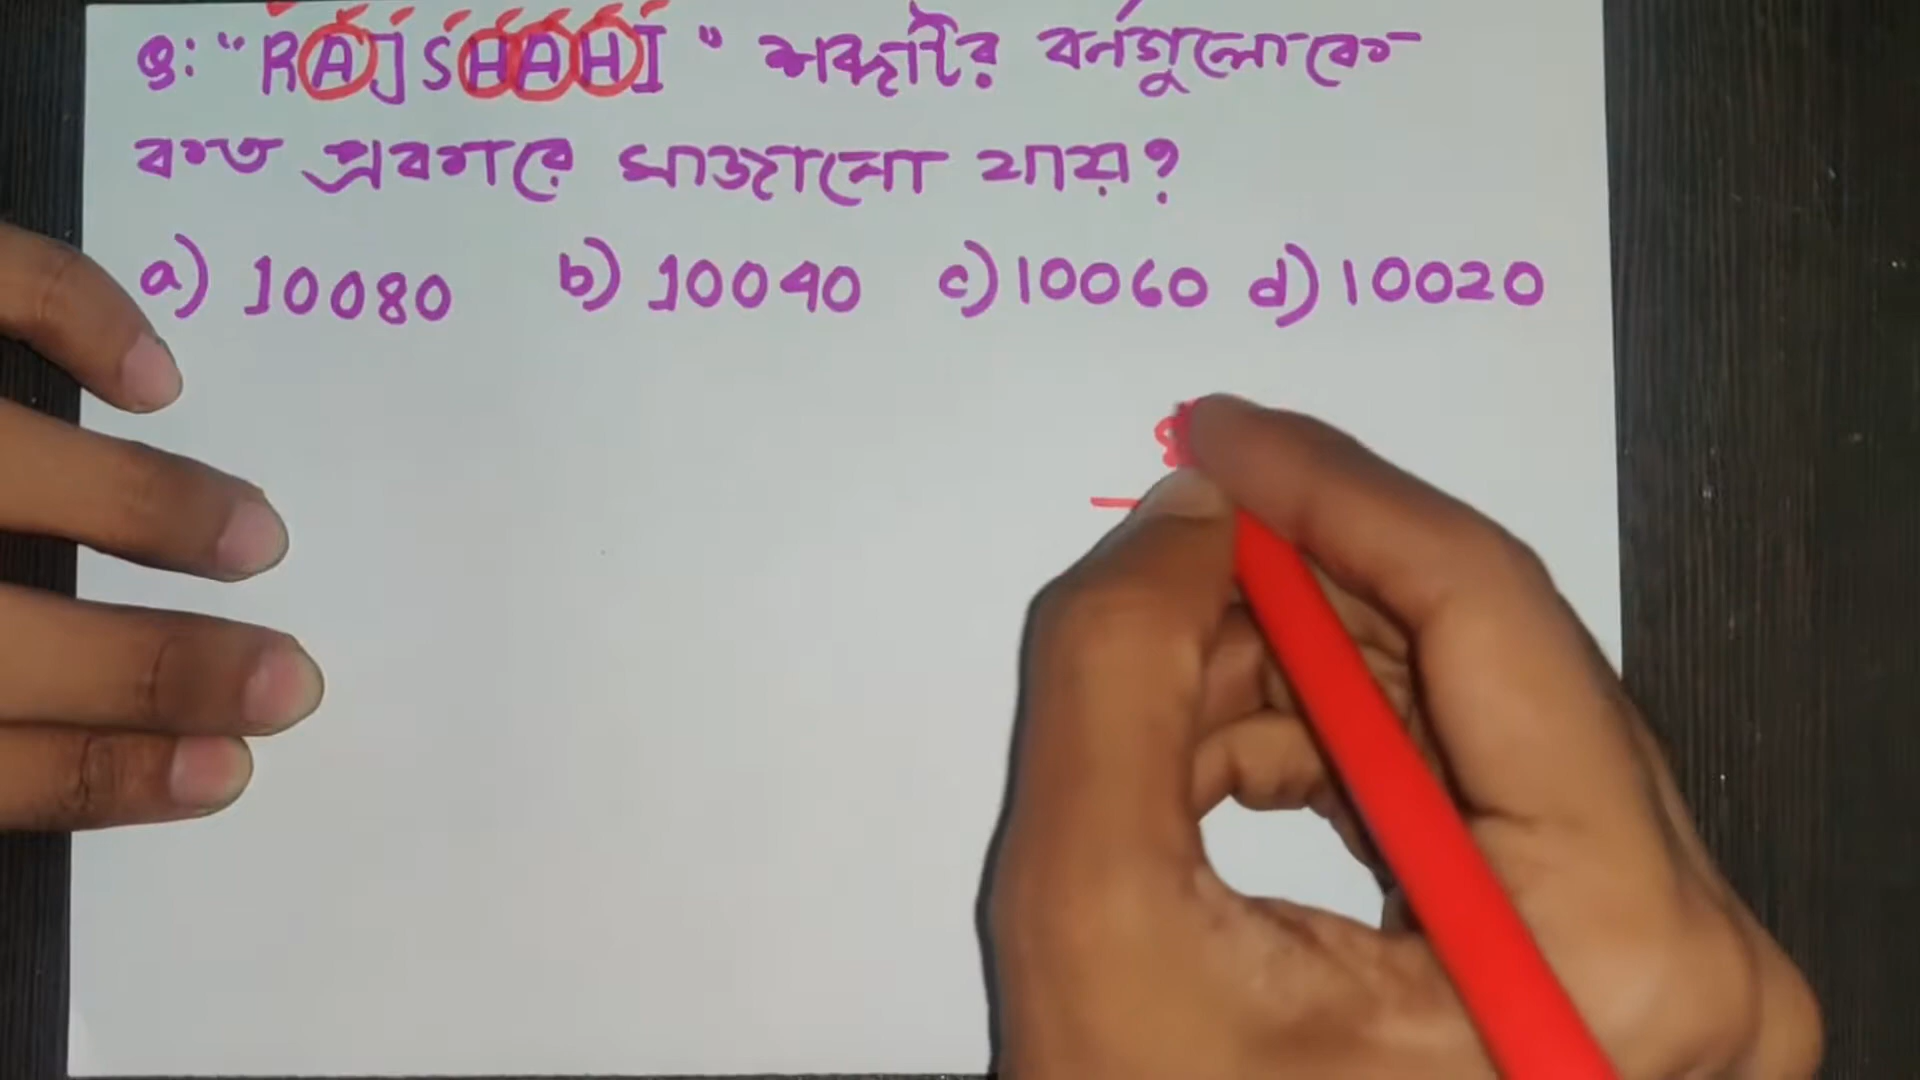 Q: "RAJSHAHI" শব্দটির বর্ণগুলোকে
কত প্রকারে সাজানো যায়?
a) 10080 b) 10040 c) 10060 d) 10020